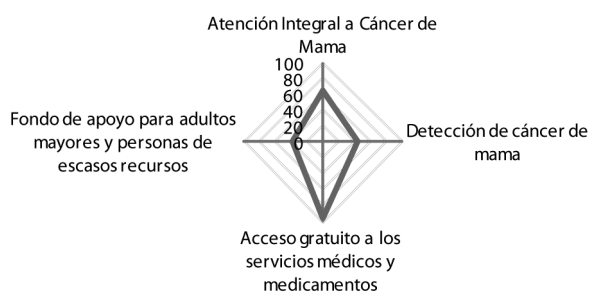 Atención Integral a Cáncer de
Mama
100
80
60
40
20
0
Fondo de apoyo para adultos
mayores y personas de
escasos recursos
Detección de cáncer de
mama
Acceso gratuito a los
servicios médicos y
medicamentos